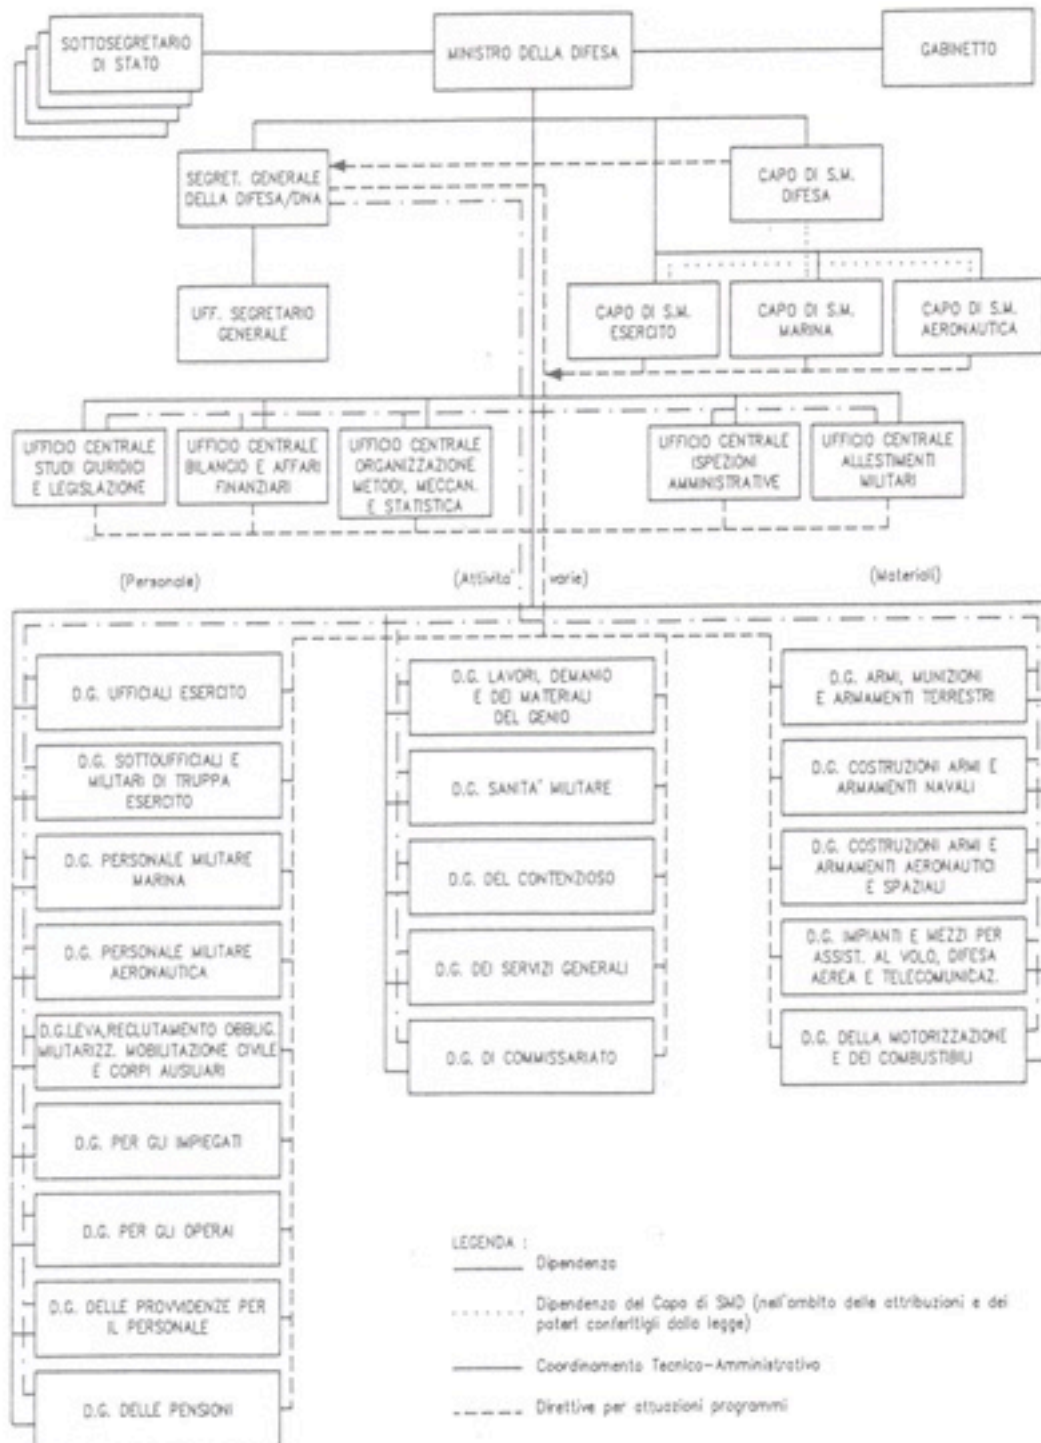 SOTTOSEGRETARIO
DI STATO
MINISTRO DELLA DIFESA
GABINETTO
SEGRET. GENERALE
DELLA DIFESA/DNA
CAPO DI S.M.
DIFESA
UFF. SEGRETARIO
GENERALE
CAPO DI S.M.
ESERCITO
CAPO DI S.M.
MARINA
CAPO DI S.M.
AERONAUTICA
UFFICIO CENTRALE
STUDI GIURIDICI
E LEGISLAZIONE
UFFICIO CENTRALE
BILANCIO E AFFARI
FINANZIARI
UFFICIO CENTRALE
ORGANIZZAZIONE
METODI, MECCAN.
E STATISTICA
UFFICIO CENTRALE
ISPEZIONI
AMMINISTRATIVE
UFFICIO CENTRALE
ALLESTIMENTI
MILITARI
(Personale)
(Attivita' varie)
(Materiali)
D.G. UFFICIALI ESERCITO
D.G. SOTTOUFFICIALI E
MILITARI DI TRUPPA
ESERCITO
D.G. PERSONALE MILITARE
MARINA
D.G. PERSONALE MILITARE
AERONAUTICA
D.G.LEVA,RECLUTAMENTO OBBLIG.
MILITARIZZ. MOBILITAZIONE CIVILE
E CORPI AUSILIARI
D.G. PER GLI IMPIEGATI
D.G. PER GLI OPERAI
D.G. DELLE PROVVIDENZE PER
IL PERSONALE
D.G. DELLE PENSIONI
D.G. LAVORI, DEMANIO
E DEI MATERIALI
DEL GENIO
D.G. SANITA' MILITARE
D.G. DEL CONTENZIOSO
D.G. DEI SERVIZI GENERALI
D.G. DI COMMISSARIATO
D.G. ARMI, MUNIZIONI
E ARMAMENTI TERRESTRI
D.G. COSTRUZIONI ARMI E
ARMAMENTI NAVALI
D.G. COSTRUZIONI ARMI E
ARMAMENTI AERONAUTICI
E SPAZIALI
D.G. IMPIANTI E MEZZI PER
ASSIST. AL VOLO, DIFESA
AEREA E TELECOMUNICAZ.
D.G. DELLA MOTORIZZAZIONE
E DEI COMBUSTIBILI
LEGENDA :
Dipendenza
Dipendenza del Capo di SMD (nell'ambito delle attribuzioni e dei
poteri conferitigli dalla legge)
Coordinamento Tecnico-Amministrativo
Direttive per attuazioni programmi